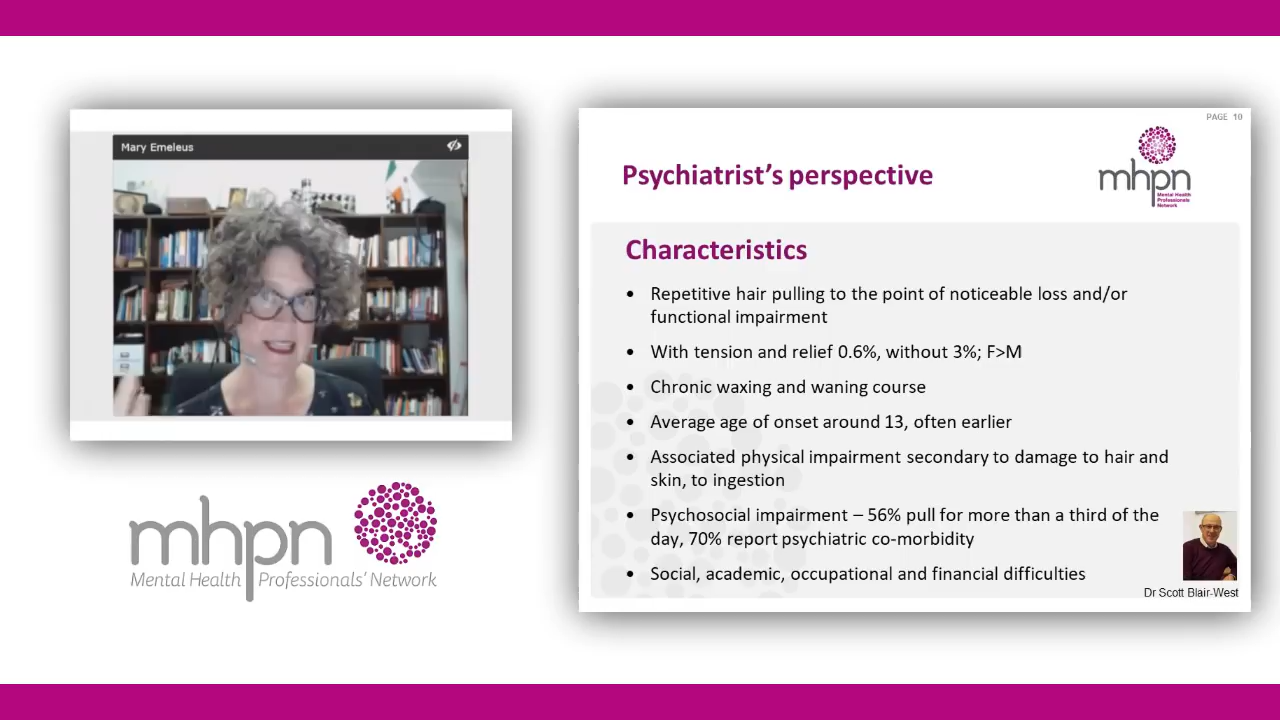 Mary Emeleus
mhpn
Mental Health Professionals' Network
PAGE 10
Psychiatrist's perspective
mhpn
Mental Health
Professionals
Network
Characteristics
• Repetitive hair pulling to the point of noticeable loss and/or
functional impairment
• With tension and relief 0.6%, without 3%; F>M
• Chronic waxing and waning course
• Average age of onset around 13, often earlier
• Associated physical impairment secondary to damage to hair and
skin, to ingestion
• Psychosocial impairment – 56% pull for more than a third of the
day, 70% report psychiatric co-morbidity
• Social, academic, occupational and financial difficulties
Dr Scott Blair-West